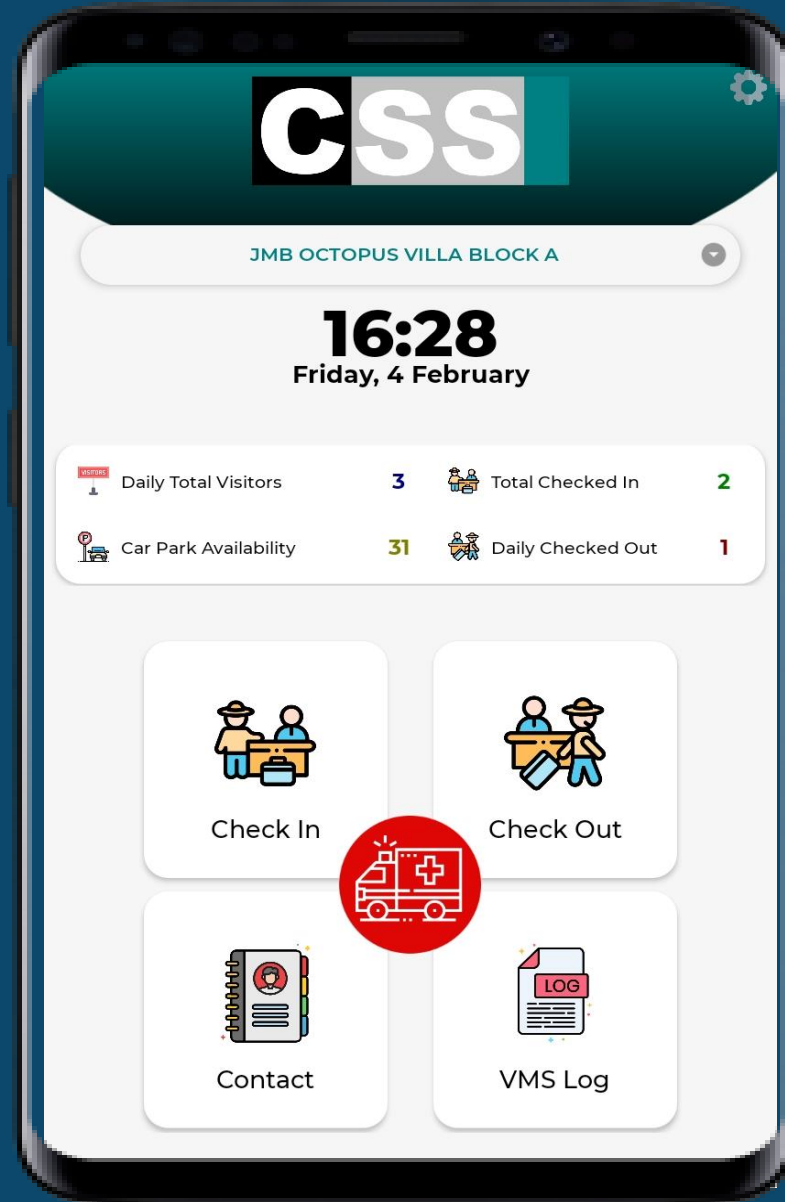 CSS
JMB OCTOPUS VILLA BLOCK A
16:28
Friday, 4 February
VISITORS Daily Total Visitors 3 Total Checked In 2
P Car Park Availability 31 Daily Checked Out 1
Check In Check Out
LOG
Contact VMS Log